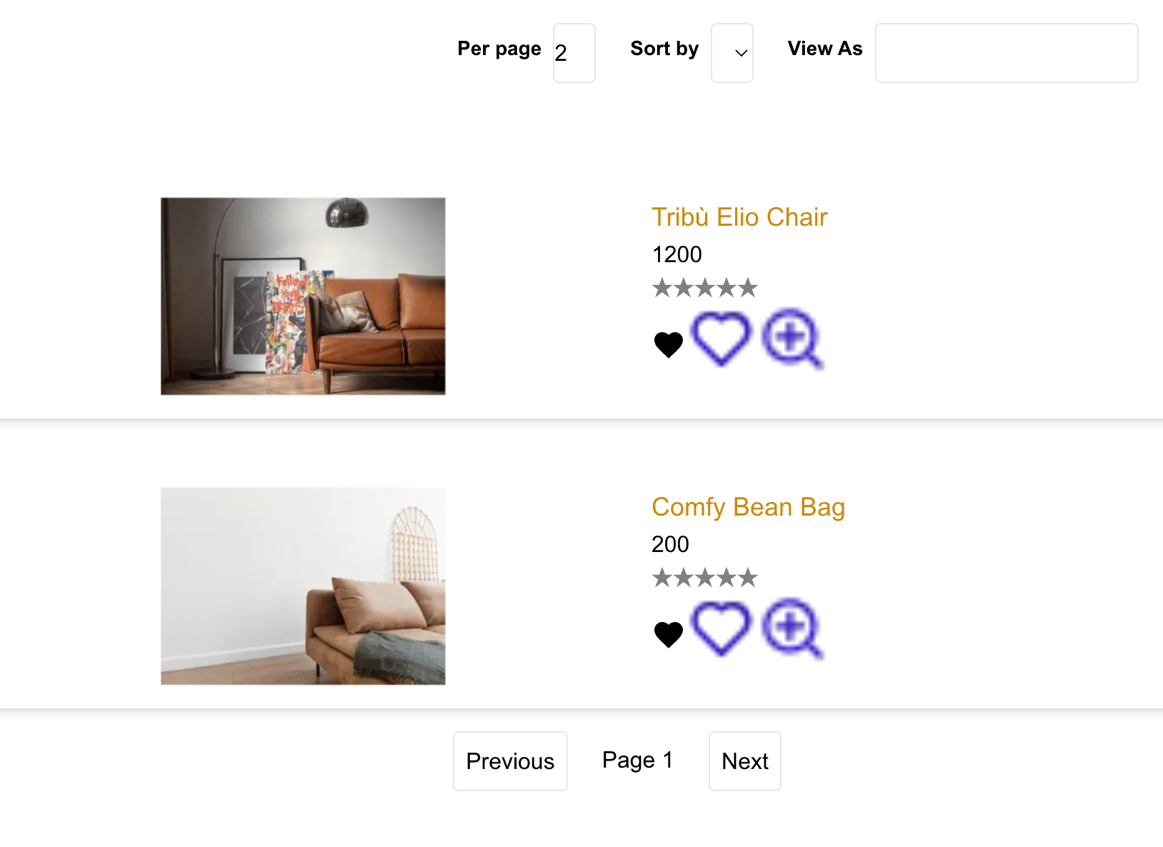 Per page 2 Sort by View As
Tribù Elio Chair
1200
Comfy Bean Bag
200
Previous Page 1 Next